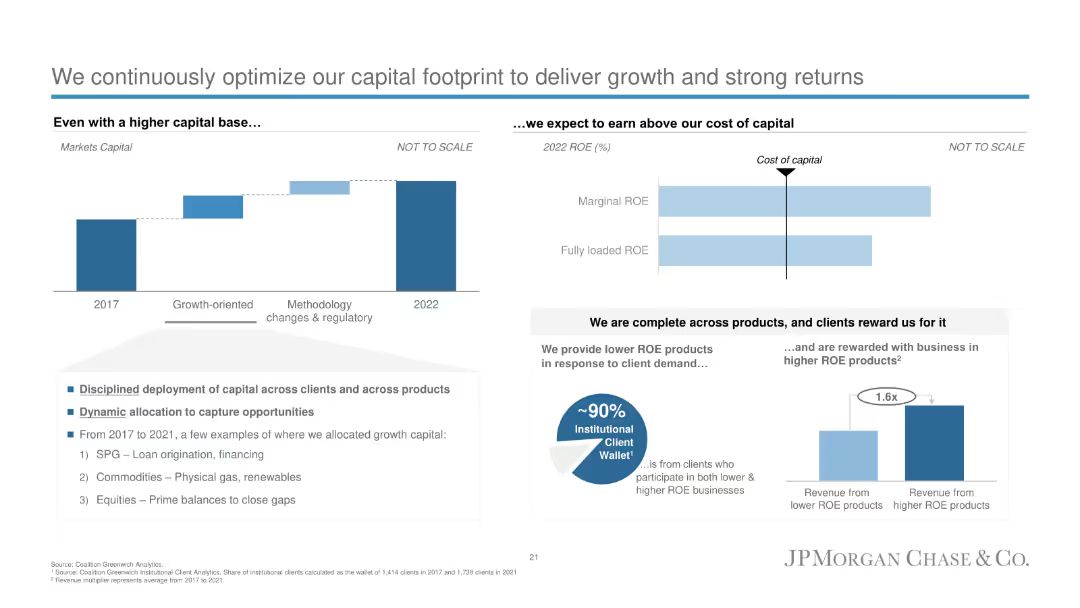 We continuously optimize our capital footprint to deliver growth and strong returns
Even with a higher capital base…
Markets Capital
NOT TO SCALE
2017
Growth-oriented
Methodology
changes & regulatory
2022
■ Disciplined deployment of capital across clients and across products
■ Dynamic allocation to capture opportunities
■ From 2017 to 2021, a few examples of where we allocated growth capital:
1) SPG – Loan origination, financing
2) Commodities – Physical gas, renewables
3) Equities – Prime balances to close gaps
…we expect to earn above our cost of capital
2022 ROE (%)
NOT TO SCALE
Cost of capital
Marginal ROE
Fully loaded ROE
We are complete across products, and clients reward us for it
We provide lower ROE products
in response to client demand…
~90%
Institutional
Client
Wallet¹
…is from clients who
participate in both lower &
higher ROE businesses
…and are rewarded with business in
higher ROE products²
1.6x
Revenue from
lower ROE products
Revenue from
higher ROE products
Source: Coalition Greenwich Analytics.
¹ Source: Coalition Greenwich Institutional Client Analytics. Share of institutional clients calculated as the wallet of 1,414 clients in 2017 and 1,739 clients in 2021
² Revenue multiplier represents average from 2017 to 2021.
21
JPMORGAN CHASE & CO.